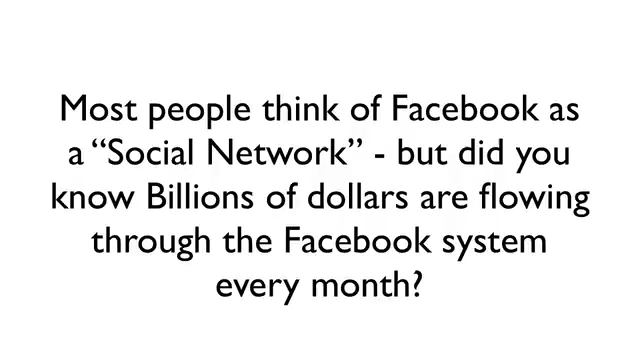 Most people think of Facebook as
a “Social Network” - but did you
know Billions of dollars are flowing
through the Facebook system
every month?